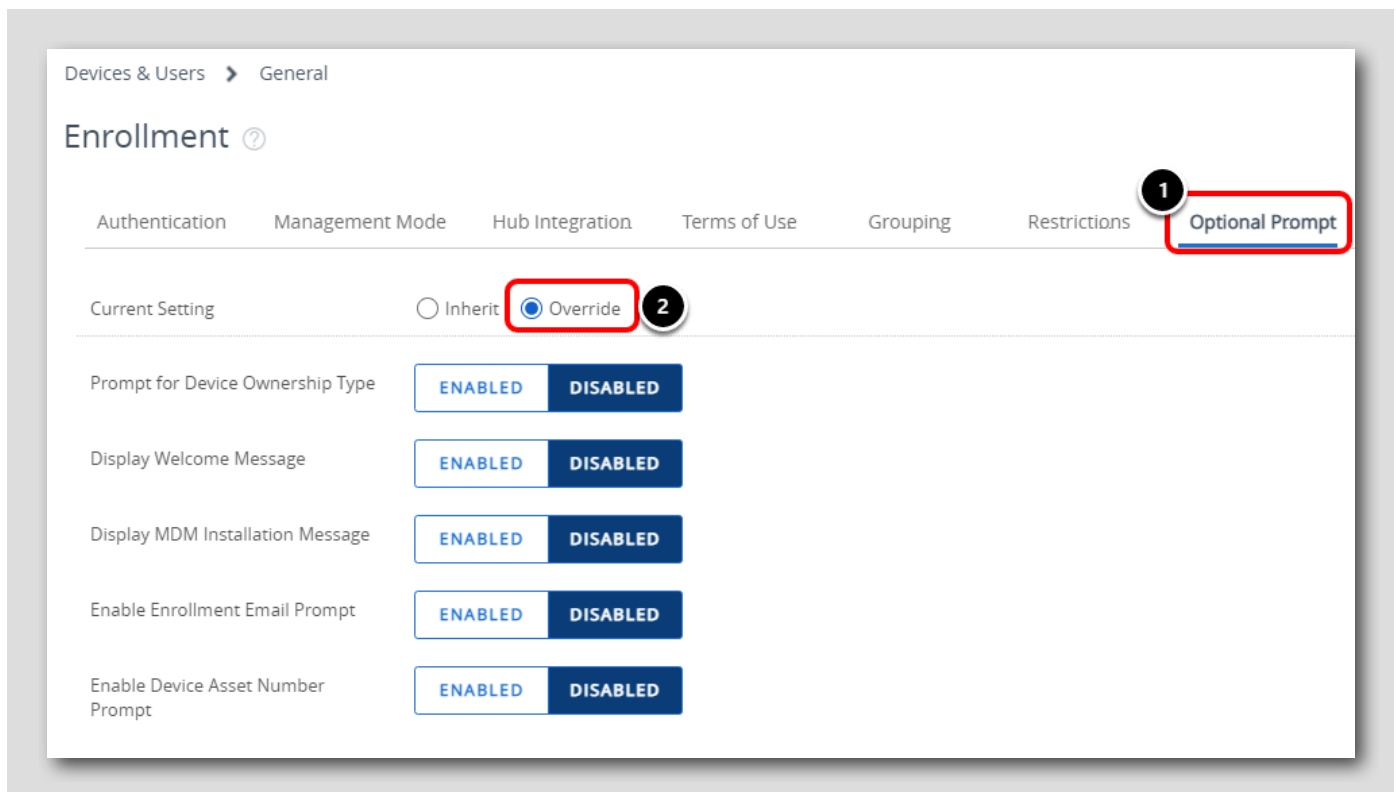 Devices & Users > General
Enrollment ?
1
Authentication Management Mode Hub Integration Terms of Use Grouping Restrictions Optional Prompt
Current Setting Inherit Override 2
Prompt for Device Ownership Type ENABLED DISABLED
Display Welcome Message ENABLED DISABLED
Display MDM Installation Message ENABLED DISABLED
Enable Enrollment Email Prompt ENABLED DISABLED
Enable Device Asset Number
Prompt ENABLED DISABLED